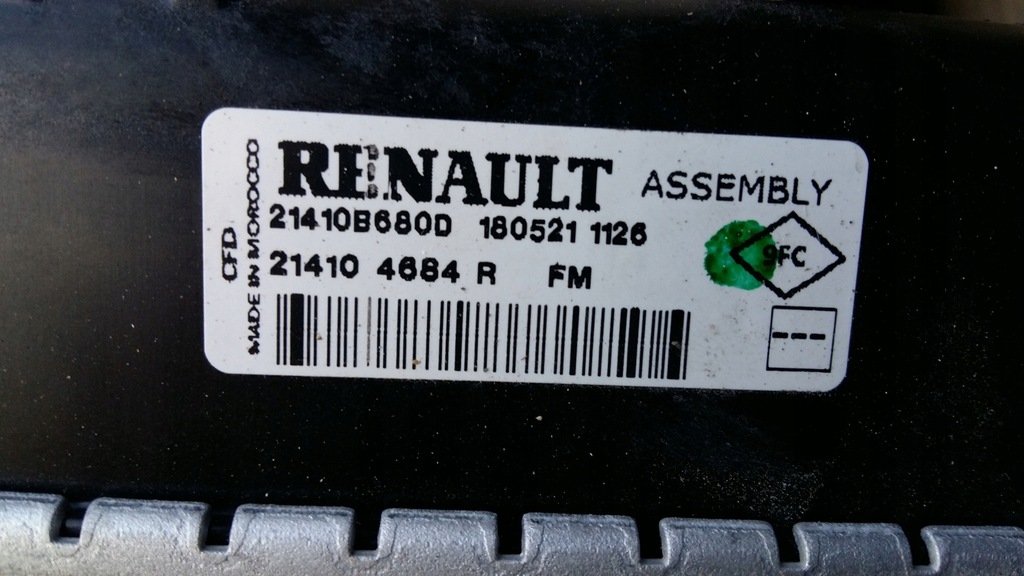 RENAULT ASSEMBLY
21410B680D 180521 1126
21410 4684 R FM
9FC
---
CFD
MADE IN MOROCCO